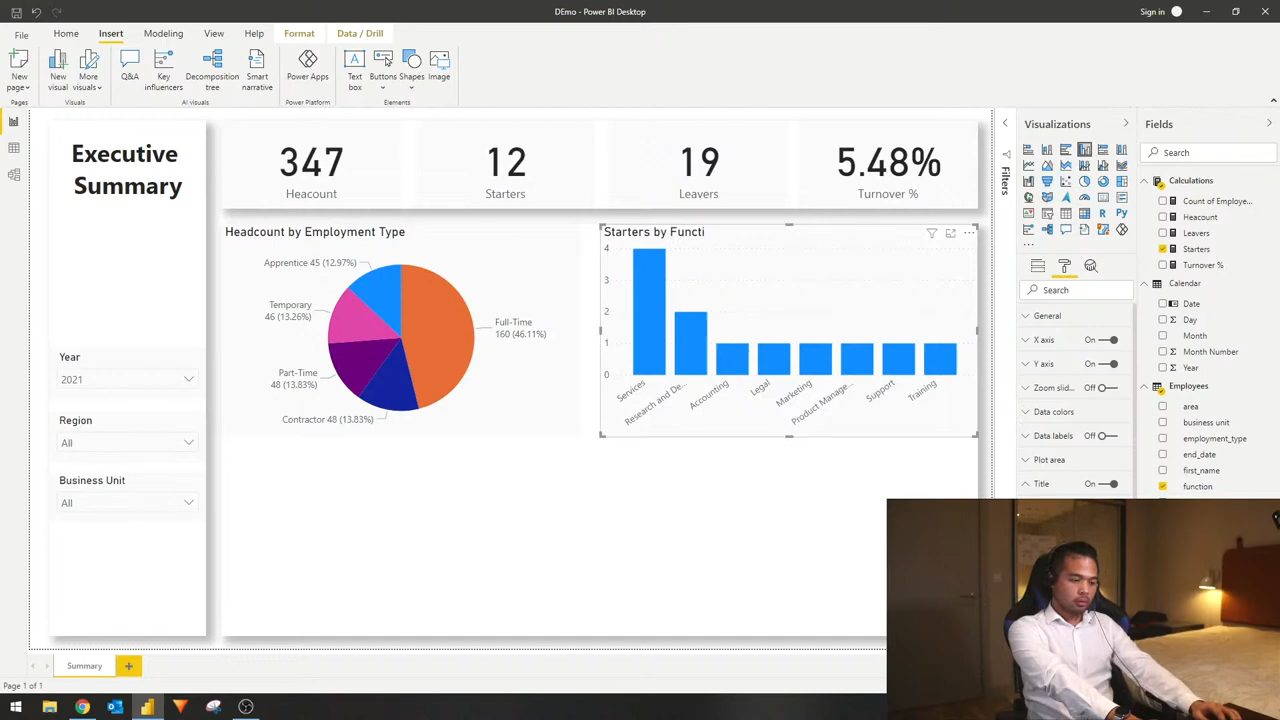 DEmo - Power BI Desktop
Sign in
File
Home
Insert
Modeling
View
Help
Format
Data / Drill
New
page
New
visual
More
visuals
Q&A
Key
influencers
Decomposition
tree
Smart
narrative
Power Apps
Text
box
Buttons
Shapes
Image
Pages
Visuals
AI visuals
Power Platform
Elements
Executive
Summary
347
Heacount
12
Starters
19
Leavers
5.48%
Turnover %
Headcount by Employment Type
Apprentice 45 (12.97%)
Temporary
46 (13.26%)
Full-Time
160 (46.11%)
Part-Time
48 (13.83%)
Contractor 48 (13.83%)
Starters by Functi
4
3
2
1
0
Services
Research and De...
Accounting
Legal
Marketing
Product Manage...
Support
Training
Year
2021
Region
All
Business Unit
All
Filters
Visualizations
Search
General
X axis
On
Y axis
On
Zoom slid...
Off
Data colors
Data labels
Off
Plot area
Title
On
Fields
Search
Calculations
Count of Employe...
Heacount
Leavers
Starters
Turnover %
Calendar
Date
Day
Month
Month Number
Year
Employees
area
business unit
employment_type
end_date
first_name
function
Summary
Page 1 of 1